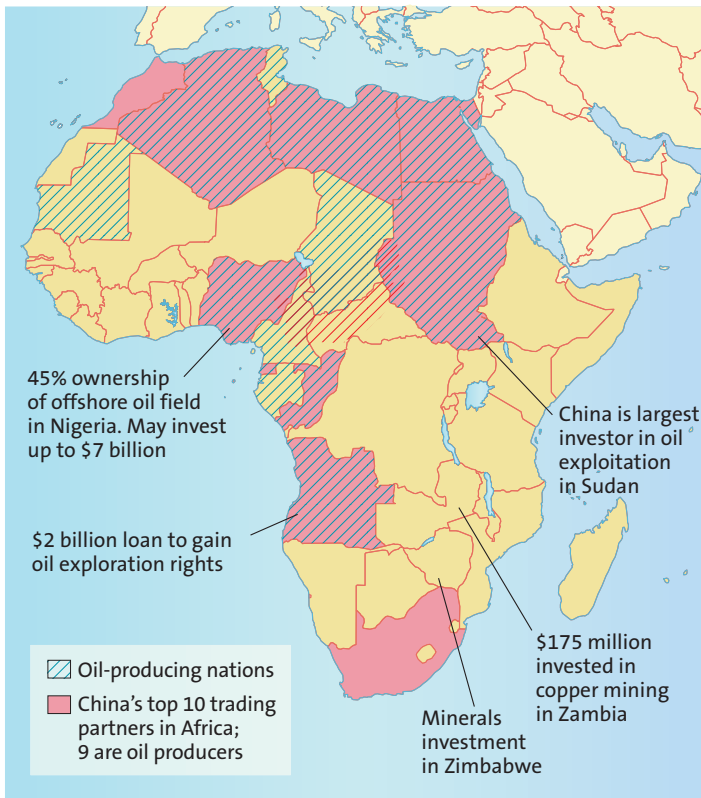 45% ownership
of offshore oil field
in Nigeria. May invest
up to $7 billion
China is largest
investor in oil
exploitation
in Sudan
$2 billion loan to gain
oil exploration rights
$175 million
invested in
copper mining
in Zambia
Minerals
investment
in Zimbabwe
Oil-producing nations
China's top 10 trading
partners in Africa;
9 are oil producers